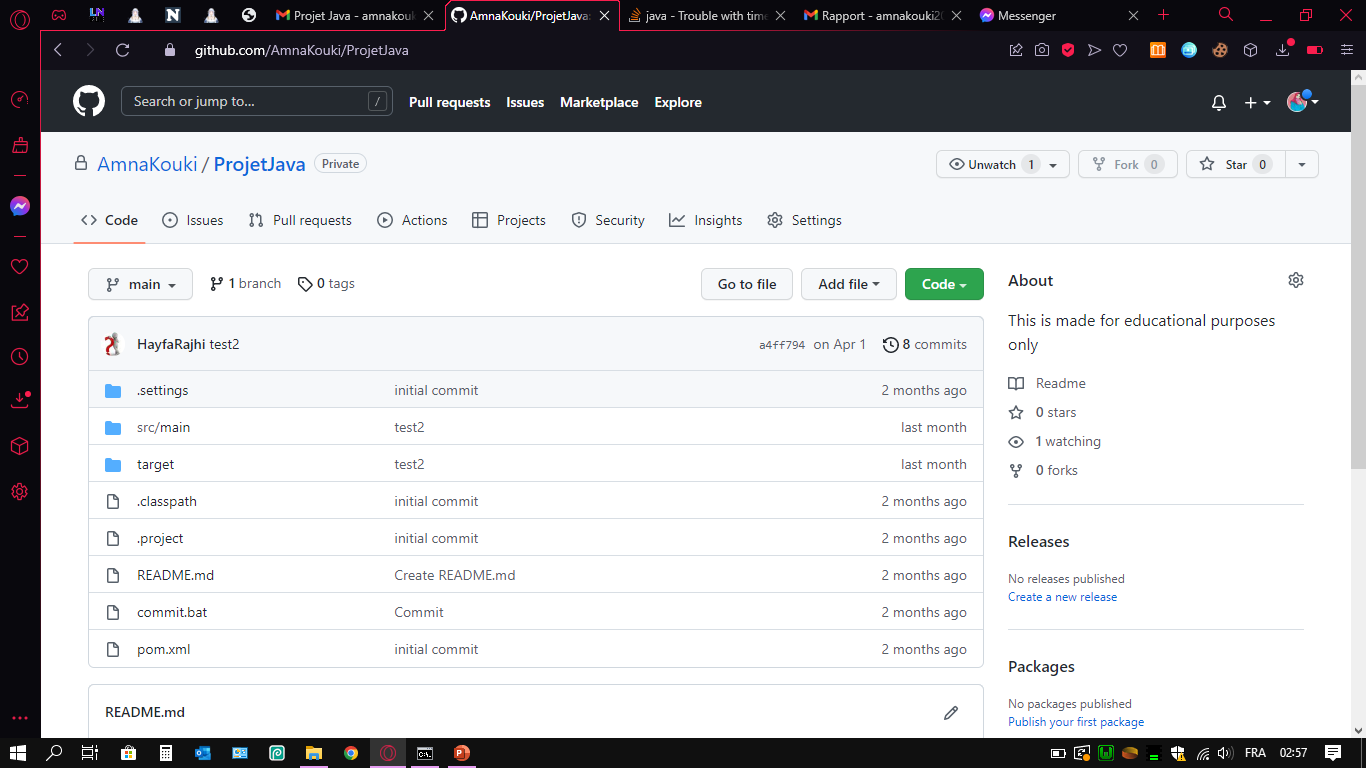 Projet Java - amnakouk
AmnaKouki/ProjetJava:
java - Trouble with time
Rapport - amnakouki20
Messenger
github.com/AmnaKouki/ProjetJava
Search or jump to... /
Pull requests Issues Marketplace Explore
AmnaKouki / ProjetJava Private
Unwatch 1 Fork 0 Star 0
Code Issues Pull requests Actions Projects Security Insights Settings
main 1 branch 0 tags Go to file Add file Code
HayfaRajhi test2 a4ff794 on Apr 1 8 commits
.settings initial commit 2 months ago
src/main test2 last month
target test2 last month
.classpath initial commit 2 months ago
.project initial commit 2 months ago
README.md Create README.md 2 months ago
commit.bat Commit 2 months ago
pom.xml initial commit 2 months ago
README.md
About
This is made for educational purposes
only
Readme
0 stars
1 watching
0 forks
Releases
No releases published
Create a new release
Packages
No packages published
Publish your first package
FRA 02:57